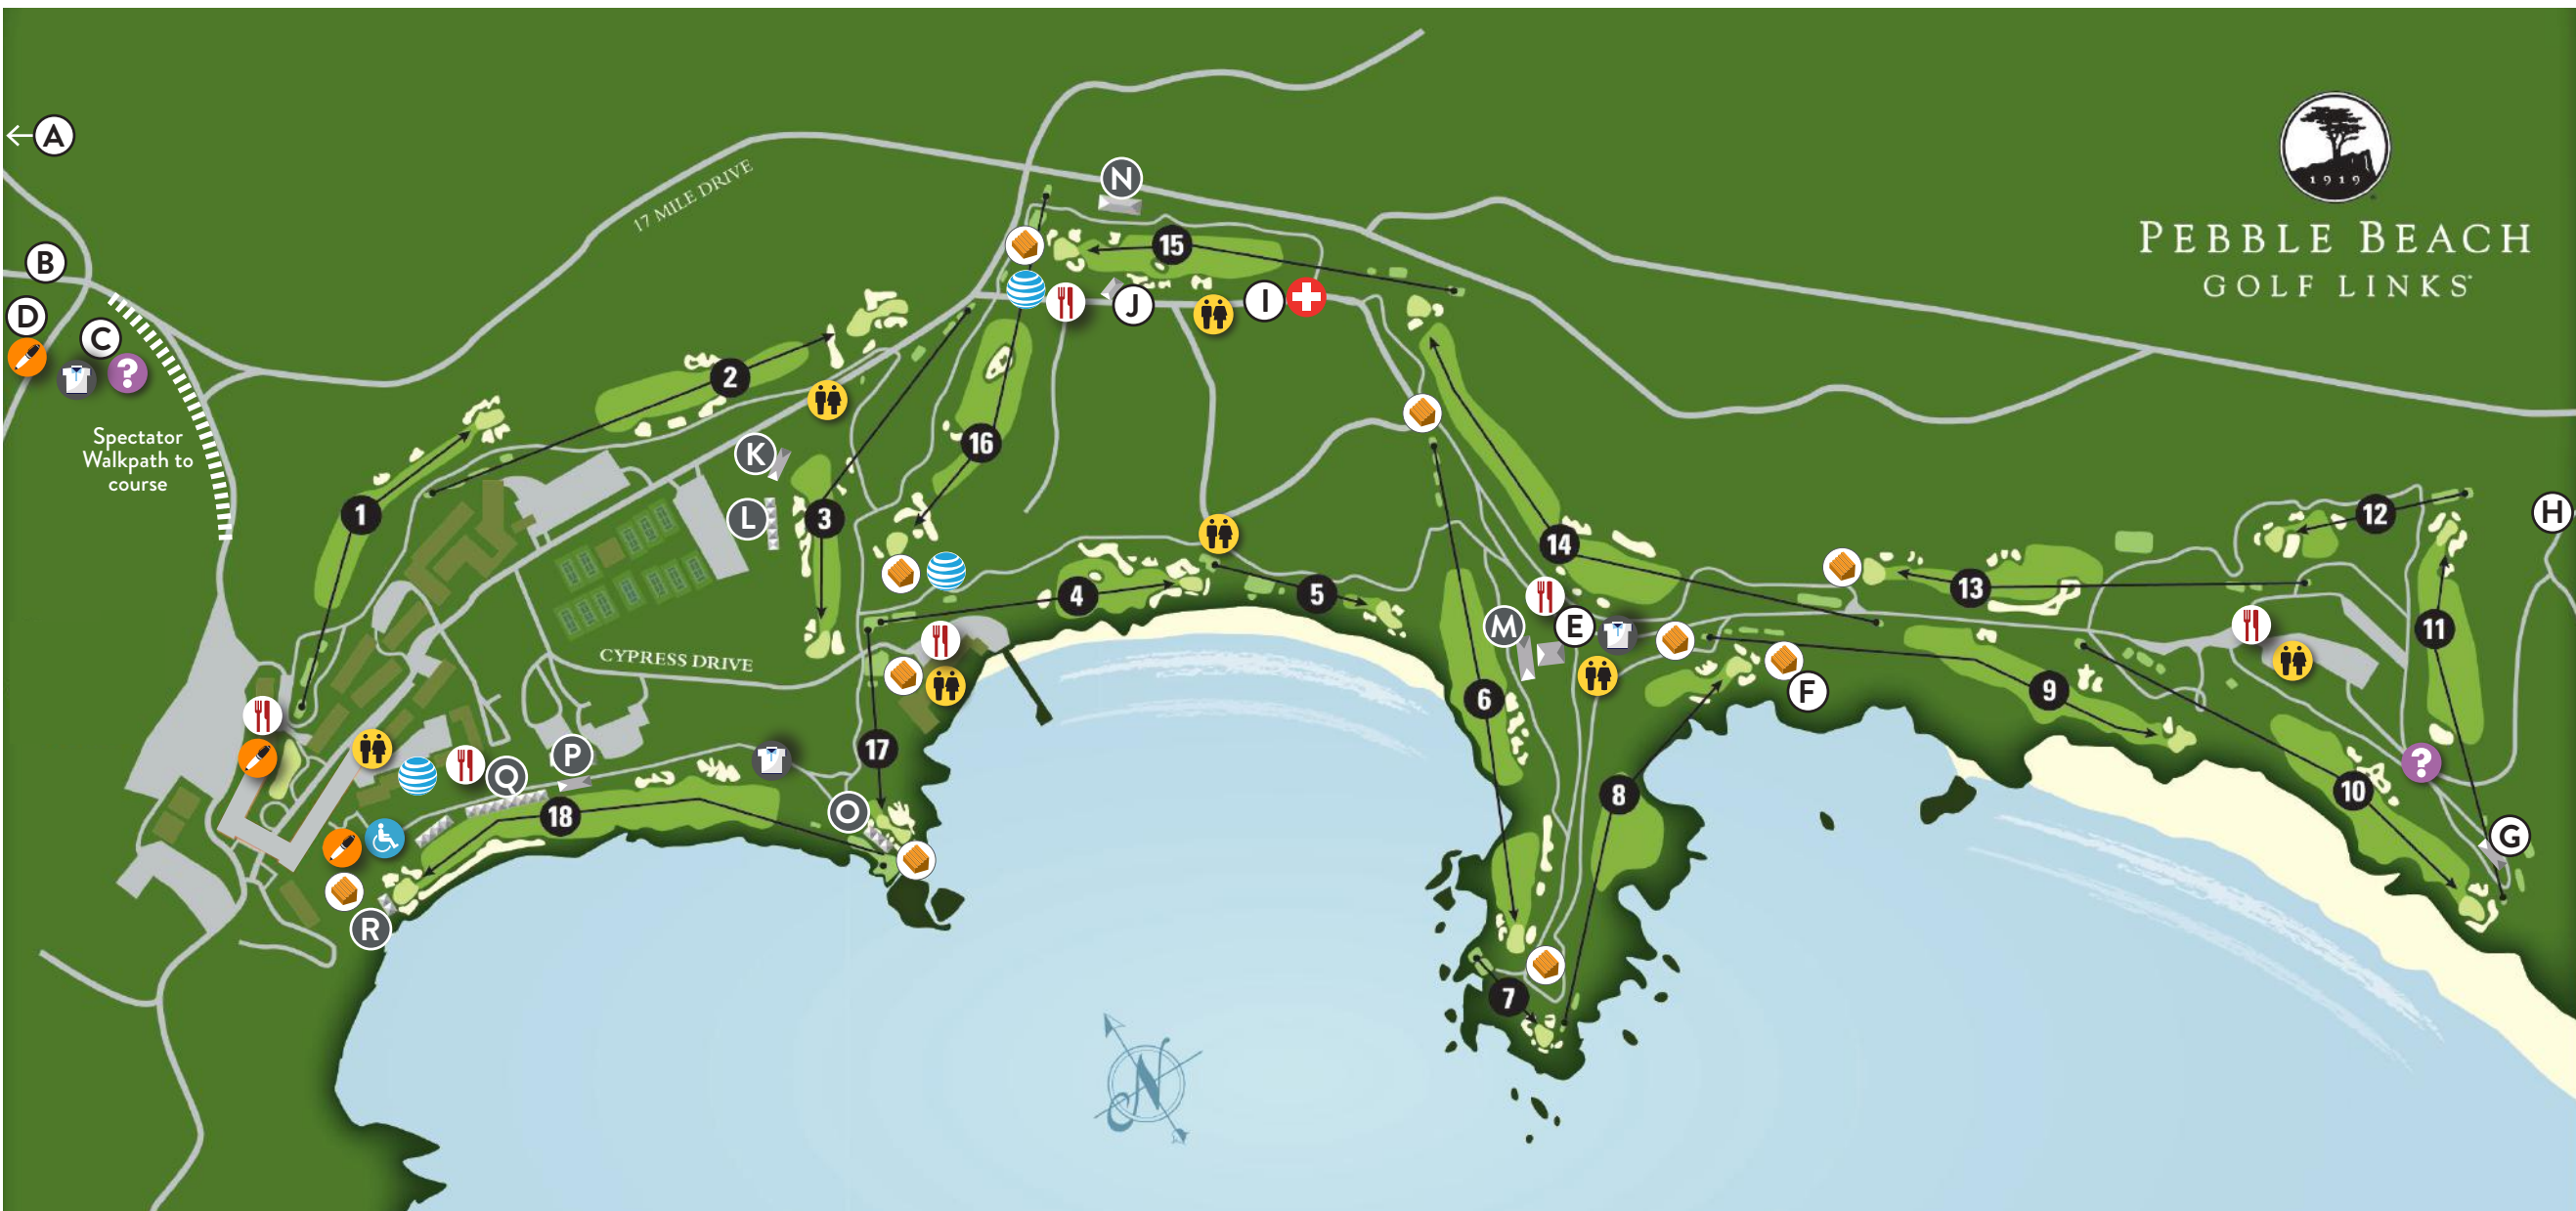 A
1919
N
PEBBLE BEACH
GOLF LINKS
17 MILE DRIVE
B
15
D
C
?
I
J
2
Spectator
Walkpath to
course
K
16
L
3
1
14
12
H
4
5
13
M
E
11
CYPRESS DRIVE
6
F
9
17
P
Q
?
8
10
18
O
G
R
7
N